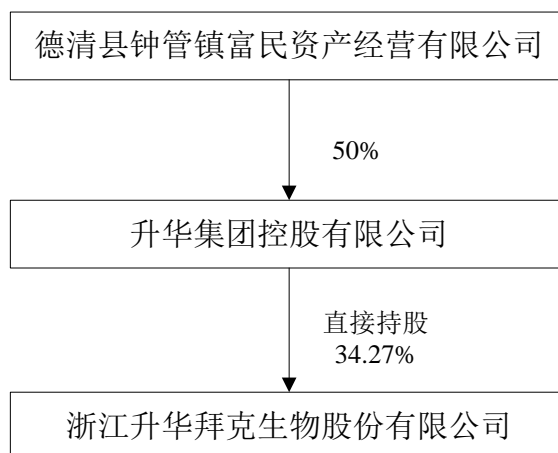 德清县钟管镇富民资产经营有限公司
50%
升华集团控股有限公司
直接持股
34.27%
浙江升华拜克生物股份有限公司